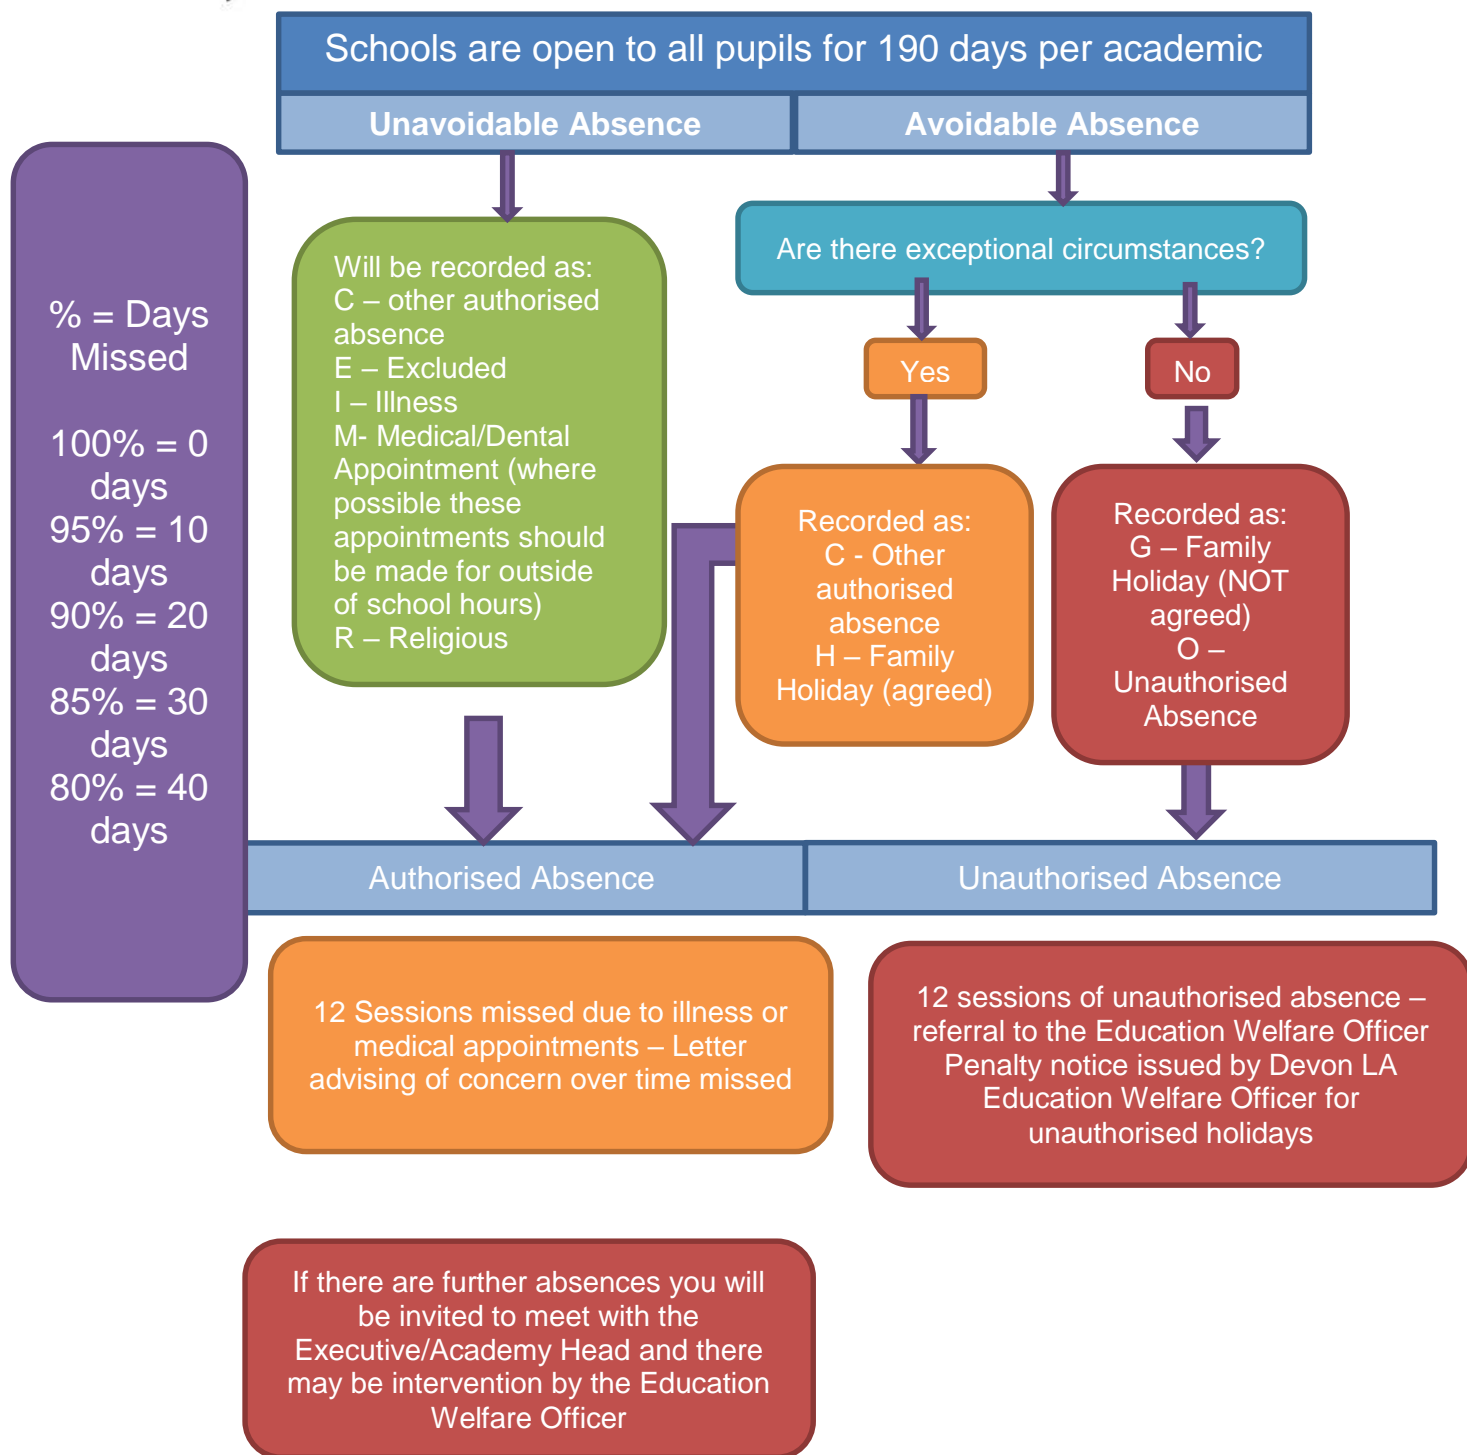 Schools are open to all pupils for 190 days per academic
Unavoidable Absence
Avoidable Absence
% = Days
Missed
100% = 0
days
95% = 10
days
90% = 20
days
85% = 30
days
80% = 40
days
Will be recorded as:
C – other authorised
absence
E – Excluded
I – Illness
M- Medical/Dental
Appointment (where
possible these
appointments should
be made for outside
of school hours)
R – Religious
Are there exceptional circumstances?
Yes
No
Recorded as:
C - Other
authorised
absence
H – Family
Holiday (agreed)
Recorded as:
G – Family
Holiday (NOT
agreed)
O –
Unauthorised
Absence
Authorised Absence
Unauthorised Absence
12 Sessions missed due to illness or
medical appointments – Letter
advising of concern over time missed
12 sessions of unauthorised absence –
referral to the Education Welfare Officer
Penalty notice issued by Devon LA
Education Welfare Officer for
unauthorised holidays
If there are further absences you will
be invited to meet with the
Executive/Academy Head and there
may be intervention by the Education
Welfare Officer